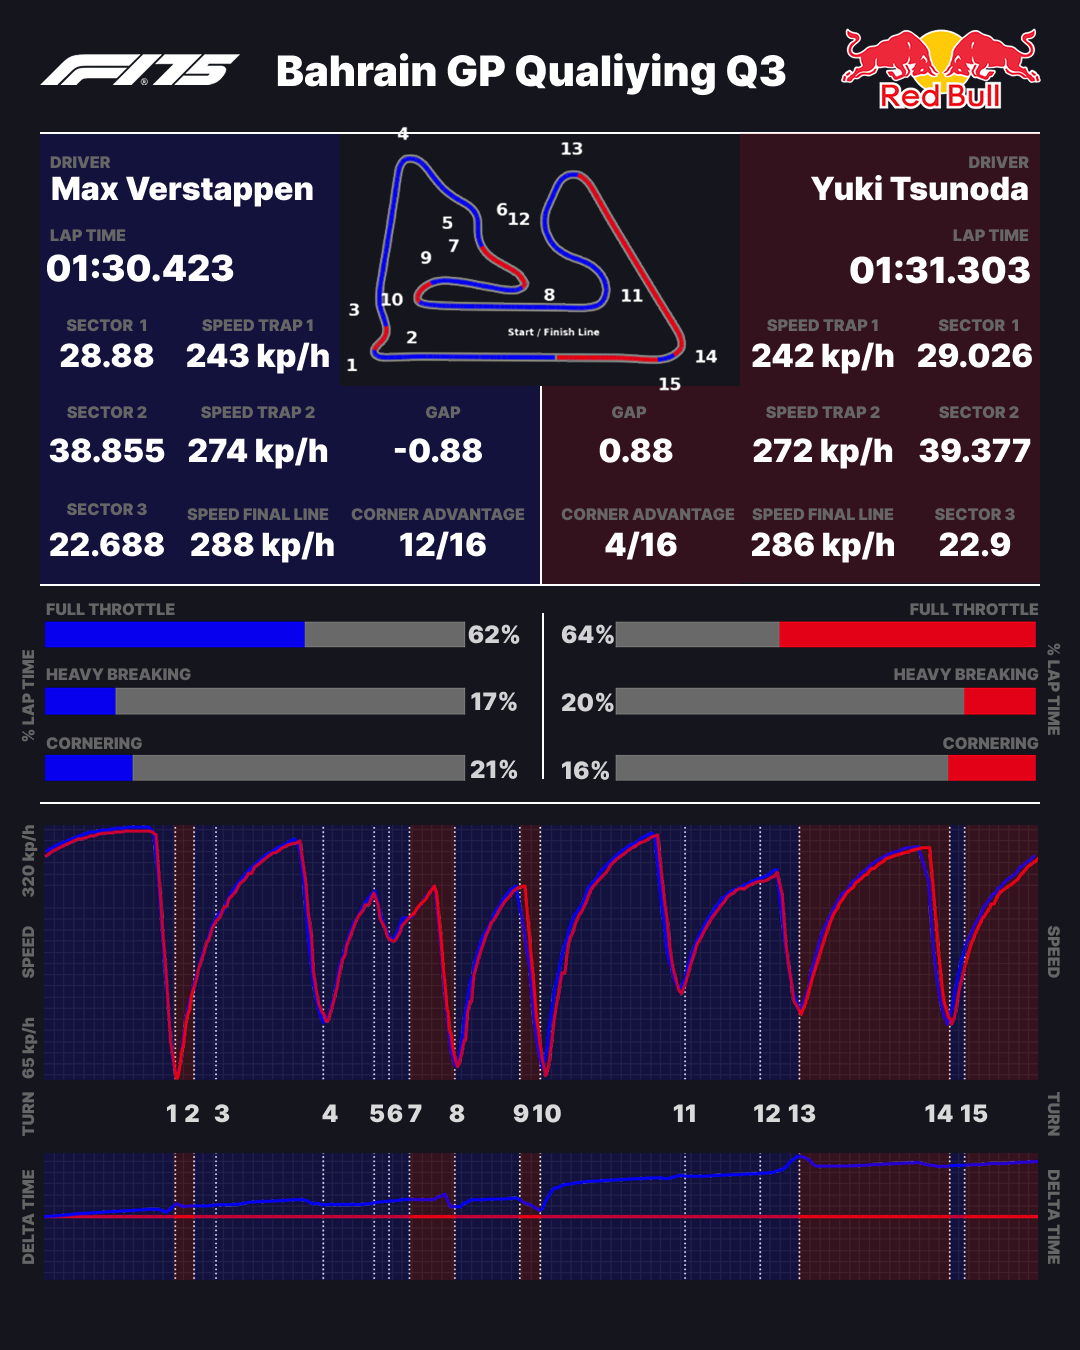 F1® 75
Bahrain GP Qualiying Q3
Red Bull
DRIVER
Max Verstappen
LAP TIME
01:30.423
SECTOR 1
28.88
SPEED TRAP 1
243 kp/h
SECTOR 2
38.855
SPEED TRAP 2
274 kp/h
GAP
-0.88
SECTOR 3
22.688
SPEED FINAL LINE
288 kp/h
CORNER ADVANTAGE
12/16
4
13
5
6
12
7
9
10
8
11
3
2
1
Start / Finish Line
14
15
DRIVER
Yuki Tsunoda
LAP TIME
01:31.303
SPEED TRAP 1
242 kp/h
SECTOR 1
29.026
GAP
0.88
SPEED TRAP 2
272 kp/h
SECTOR 2
39.377
CORNER ADVANTAGE
4/16
SPEED FINAL LINE
286 kp/h
SECTOR 3
22.9
% LAP TIME
FULL THROTTLE
62%
HEAVY BREAKING
17%
CORNERING
21%
FULL THROTTLE
64%
HEAVY BREAKING
20%
CORNERING
16%
% LAP TIME
320 kp/h
SPEED
65 kp/h
SPEED
TURN
1 2 3 4 5 6 7 8 9 10 11 12 13 14 15
TURN
DELTA TIME
DELTA TIME